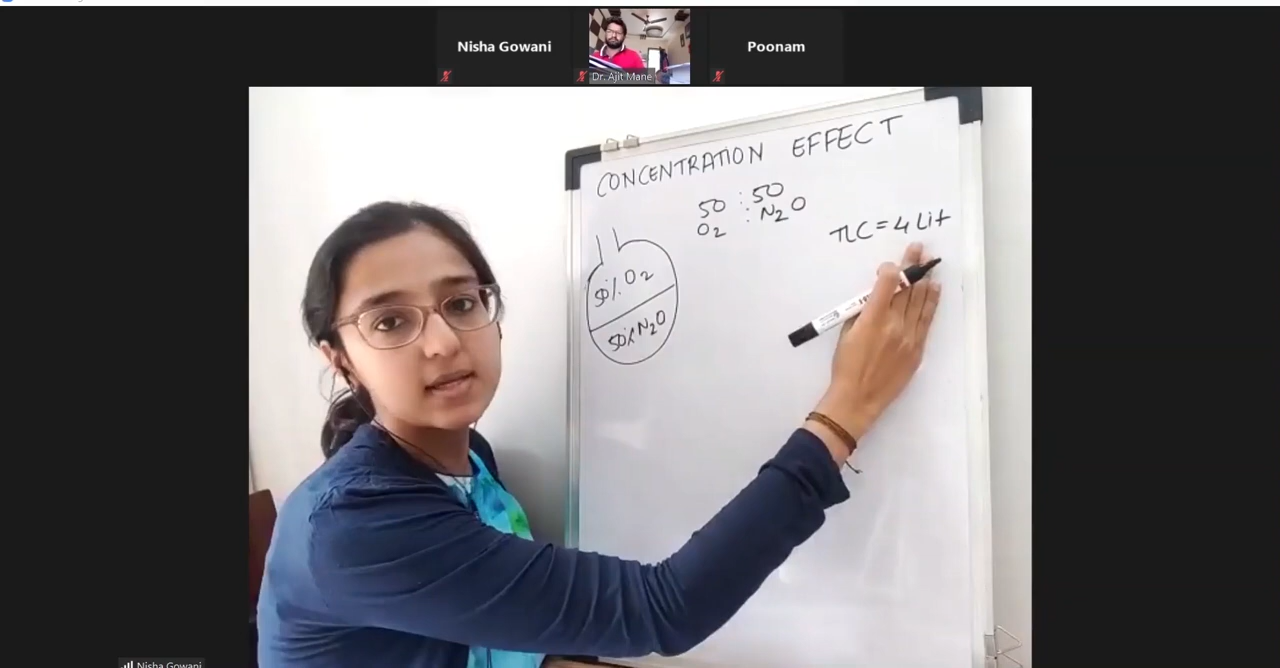 Nisha Gowani
Dr. Ajit Mane
Poonam
CONCENTRATION EFFECT
50 : 50
O2 : N2O
TLC = 4 Lit
50%. O2
50% N2O
Nisha Gowani